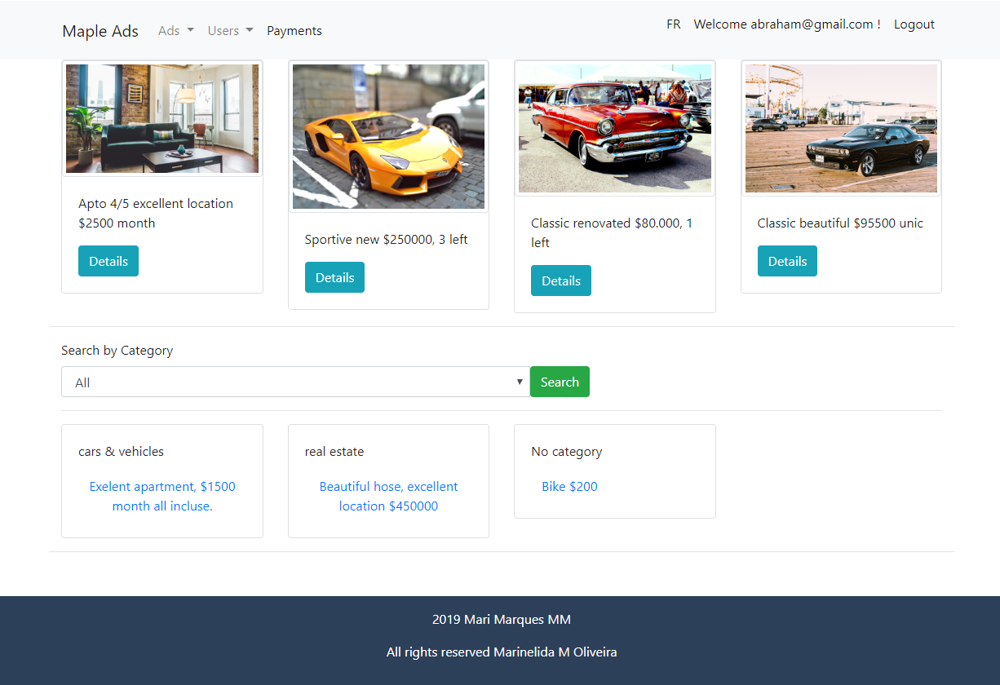 Maple Ads Ads Users Payments FR Welcome abraham@gmail.com ! Logout
Apto 4/5 excellent location
$2500 month
Details
Sportive new $250000, 3 left
Details
Classic renovated $80.000, 1
left
Details
Classic beautiful $95500 unic
Details
Search by Category
All Search
cars & vehicles
Exelent apartment, $1500
month all incluse.
real estate
Beautiful hose, excellent
location $450000
No category
Bike $200
2019 Mari Marques MM
All rights reserved Marinelida M Oliveira